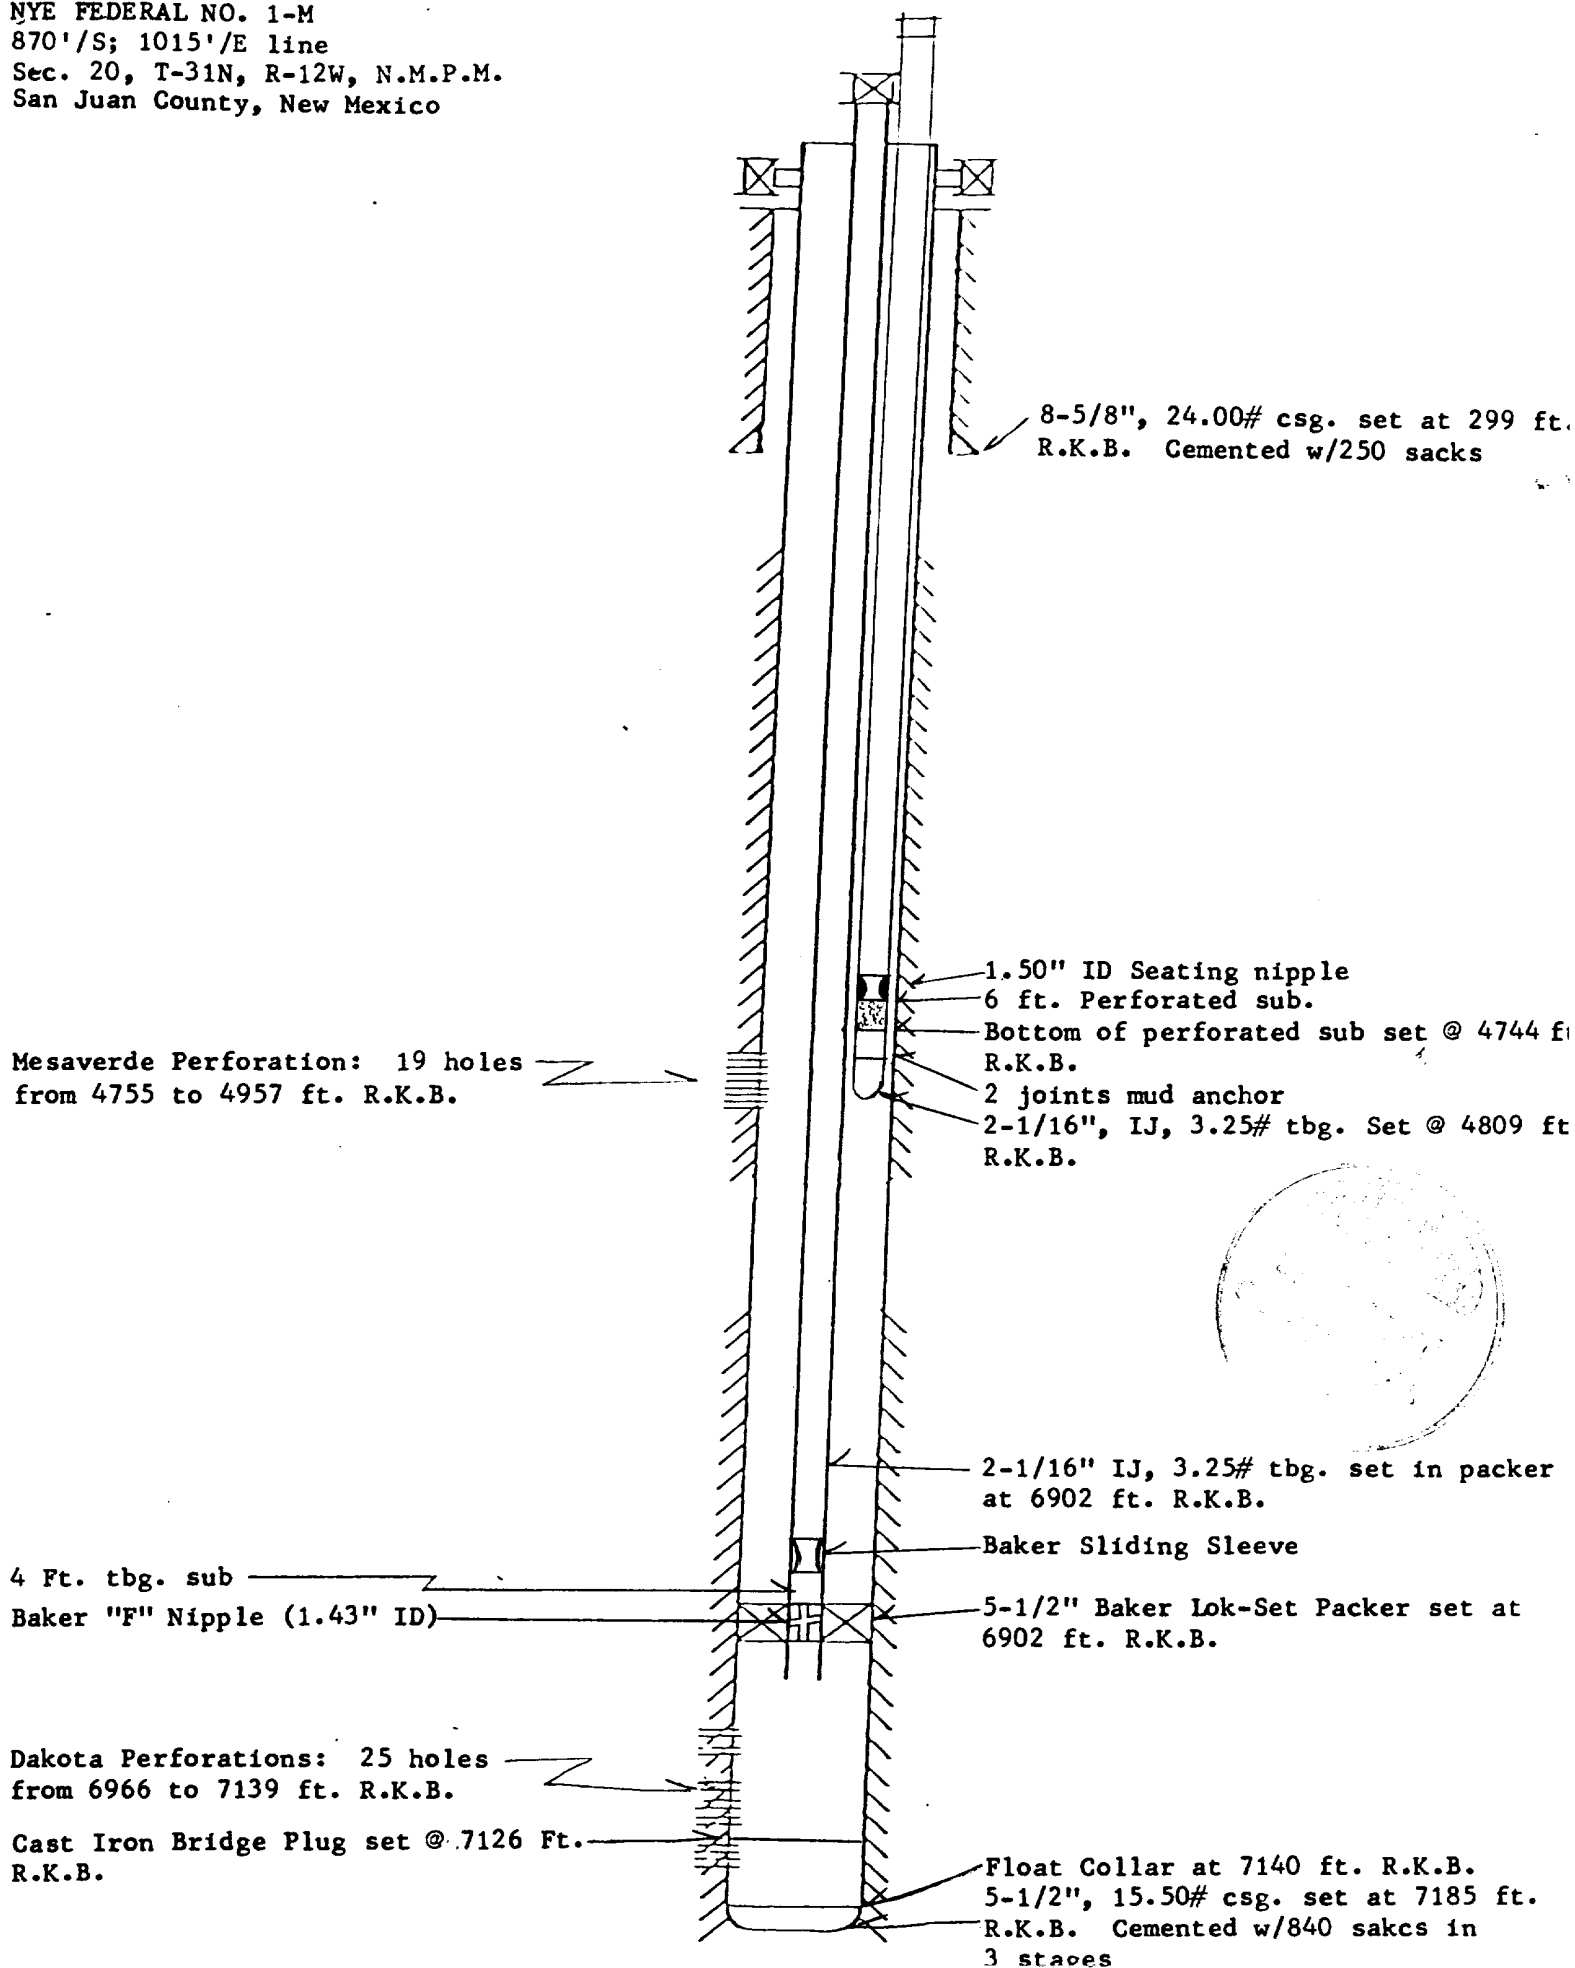 NYE FEDERAL NO. 1-M
870'/S; 1015'/E line
Sec. 20, T-31N, R-12W, N.M.P.M.
San Juan County, New Mexico
8-5/8", 24.00# csg. set at 299 ft.
R.K.B. Cemented w/250 sacks
1.50" ID Seating nipple
6 ft. Perforated sub.
Bottom of perforated sub set @ 4744 ft
R.K.B.
2 joints mud anchor
2-1/16", IJ, 3.25# tbg. Set @ 4809 ft
R.K.B.
Mesaverde Perforation: 19 holes
from 4755 to 4957 ft. R.K.B.
2-1/16" IJ, 3.25# tbg. set in packer
at 6902 ft. R.K.B.
Baker Sliding Sleeve
4 Ft. tbg. sub
Baker "F" Nipple (1.43" ID)
5-1/2" Baker Lok-Set Packer set at
6902 ft. R.K.B.
Dakota Perforations: 25 holes
from 6966 to 7139 ft. R.K.B.
Cast Iron Bridge Plug set @ 7126 Ft.
R.K.B.
Float Collar at 7140 ft. R.K.B.
5-1/2", 15.50# csg. set at 7185 ft.
R.K.B. Cemented w/840 sakcs in
3 stages